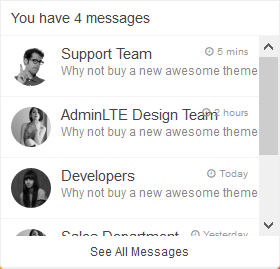 You have 4 messages
Support Team 5 mins
Why not buy a new awesome theme
AdminLTE Design Team 2 hours
Why not buy a new awesome theme
Developers Today
Why not buy a new awesome theme
Sales Department Yesterday
See All Messages